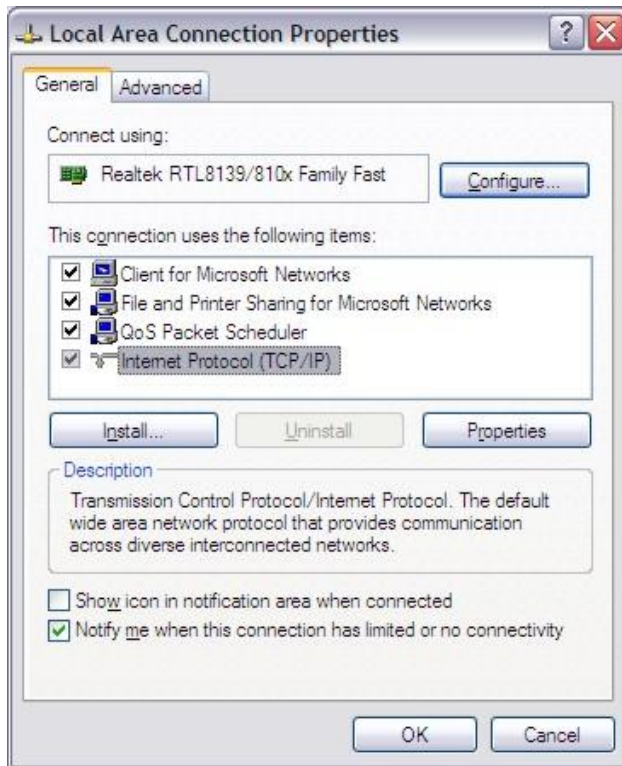 Local Area Connection Properties
General Advanced
Connect using:
Realtek RTL8139/810x Family Fast
Configure...
This connection uses the following items:
Client for Microsoft Networks
File and Printer Sharing for Microsoft Networks
QoS Packet Scheduler
Internet Protocol (TCP/IP)
Install... Uninstall Properties
Description
Transmission Control Protocol/Internet Protocol. The default
wide area network protocol that provides communication
across diverse interconnected networks.
Show icon in notification area when connected
Notify me when this connection has limited or no connectivity
OK Cancel